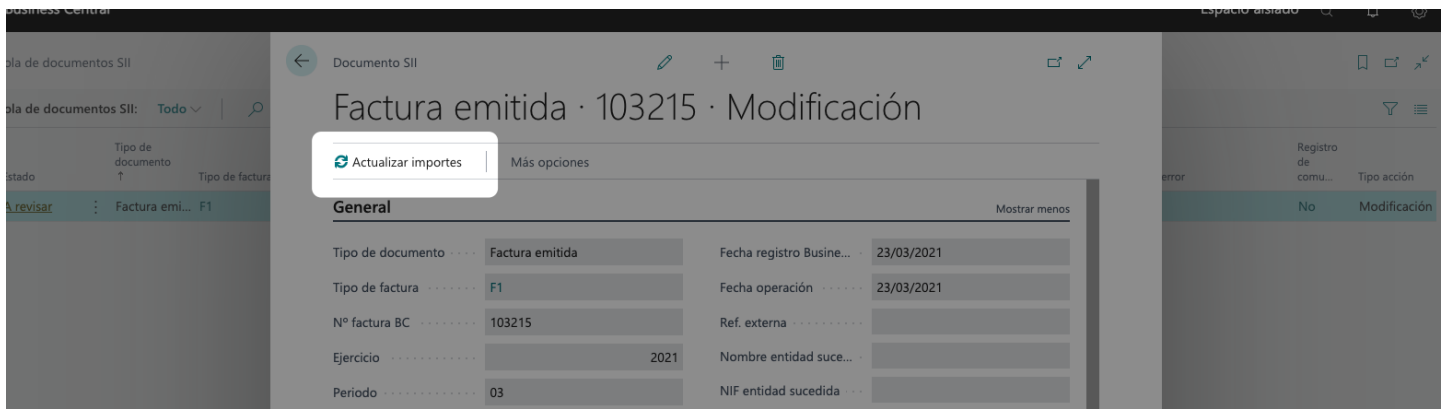 Business Central
Espacio aislado
bla de documentos SII
Documento SII
bla de documentos SII: Todo
Factura emitida · 103215 · Modificación
Actualizar importes
Más opciones
Estado
Tipo de documento ↑
Tipo de factura
error
Registro de comu...
Tipo acción
A revisar
Factura emi...
F1
No
Modificación
General
Mostrar menos
Tipo de documento
Factura emitida
Fecha registro Busine...
23/03/2021
Tipo de factura
F1
Fecha operación
23/03/2021
Nº factura BC
103215
Ref. externa
Ejercicio
2021
Nombre entidad suce...
Periodo
03
NIF entidad sucedida